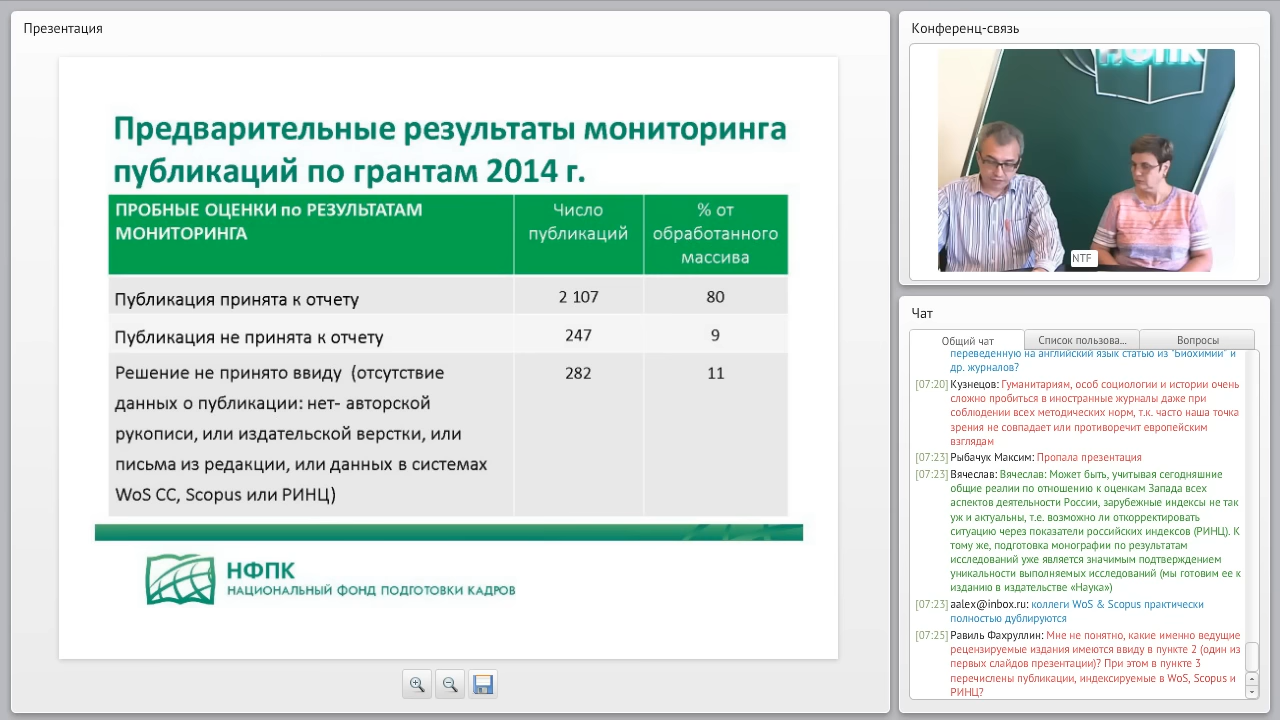 Презентация
Предварительные результаты мониторинга
публикаций по грантам 2014 г.
ПРОБНЫЕ ОЦЕНКИ по РЕЗУЛЬТАТАМ
МОНИТОРИНГА
Число
публикаций
% от
обработанного
массива
Публикация принята к отчету
2 107
80
Публикация не принята к отчету
247
9
Решение не принято ввиду (отсутствие
данных о публикации: нет- авторской
рукописи, или издательской верстки, или
письма из редакции, или данных в системах
WoS CC, Scopus или РИНЦ)
282
11
НФПК
НАЦИОНАЛЬНЫЙ ФОНД ПОДГОТОВКИ КАДРОВ
Конференц-связь
НФПК
NTF
Чат
Общий чат
Список пользова...
Вопросы
переведенную на английский язык статью из "Биохимии" и
др. журналов?
[07:20] Кузнецов: Гуманитариям, особ социологии и истории очень
сложно пробиться в иностранные журналы даже при
соблюдении всех методических норм, т.к. часто наша точка
зрения не совпадает или противоречит европейским
взглядам
[07:23] Рыбачук Максим: Пропала презентация
[07:23] Вячеслав: Вячеслав: Может быть, учитывая сегодняшние
общие реалии по отношению к оценкам Запада всех
аспектов деятельности России, зарубежные индексы не так
уж и актуальны, т.е. возможно ли откорректировать
ситуацию через показатели российских индексов (РИНЦ). К
тому же, подготовка монографии по результатам
исследований уже является значимым подтверждением
уникальности выполняемых исследований (мы готовим ее к
изданию в издательстве «Наука»)
[07:23] aalex@inbox.ru: коллеги WoS & Scopus практически
полностью дублируются
[07:25] Равиль Фахруллин: Мне не понятно, какие именно ведущие
рецензируемые издания имеются ввиду в пункте 2 (один из
первых слайдов презентации)? При этом в пункте 3
перечислены публикации, индексируемые в WoS, Scopus и
РИНЦ?